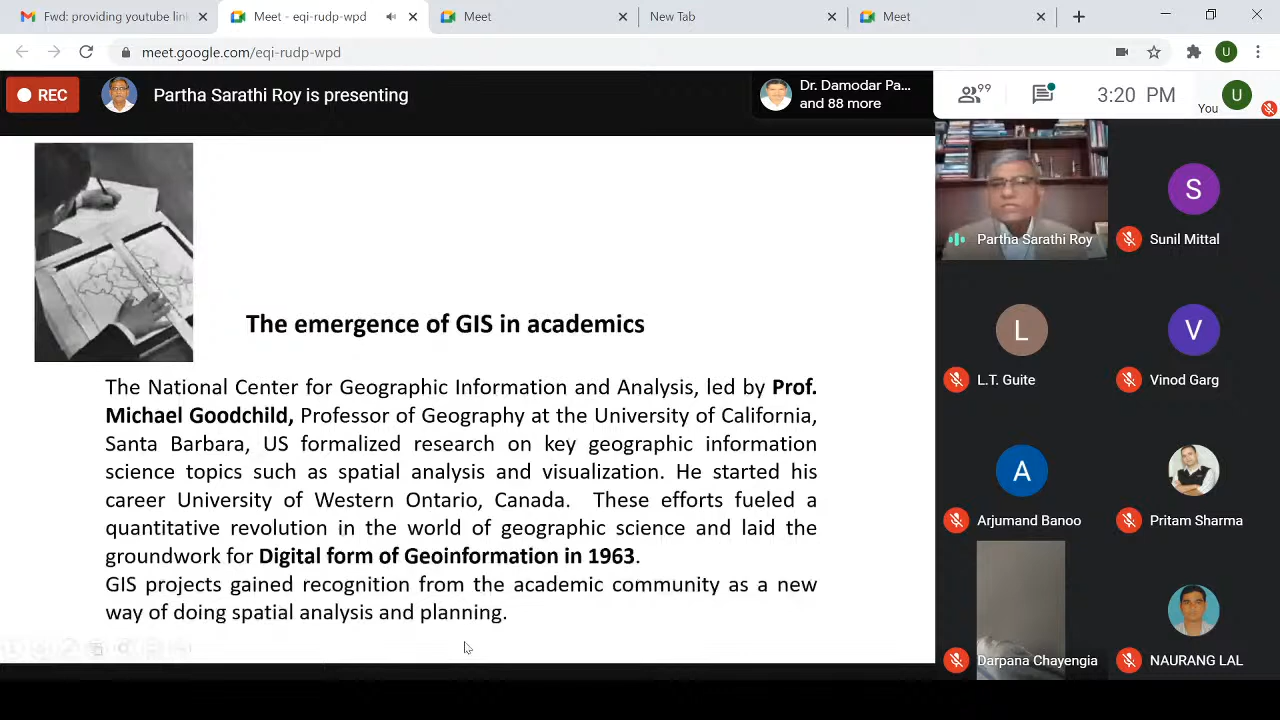 Fwd: providing youtube lin
Meet - eqi-rudp-wpd
Meet
New Tab
Meet
meet.google.com/eqi-rudp-wpd
U
REC
Partha Sarathi Roy is presenting
Dr. Damodar Pa...
and 88 more
99
3:20 PM
You
U
The emergence of GIS in academics
The National Center for Geographic Information and Analysis, led by Prof.
Michael Goodchild, Professor of Geography at the University of California,
Santa Barbara, US formalized research on key geographic information
science topics such as spatial analysis and visualization. He started his
career University of Western Ontario, Canada. These efforts fueled a
quantitative revolution in the world of geographic science and laid the
groundwork for Digital form of Geoinformation in 1963.
GIS projects gained recognition from the academic community as a new
way of doing spatial analysis and planning.
Partha Sarathi Roy
S
Sunil Mittal
L
L.T. Guite
V
Vinod Garg
A
Arjumand Banoo
Pritam Sharma
Darpana Chayengia
NAURANG LAL